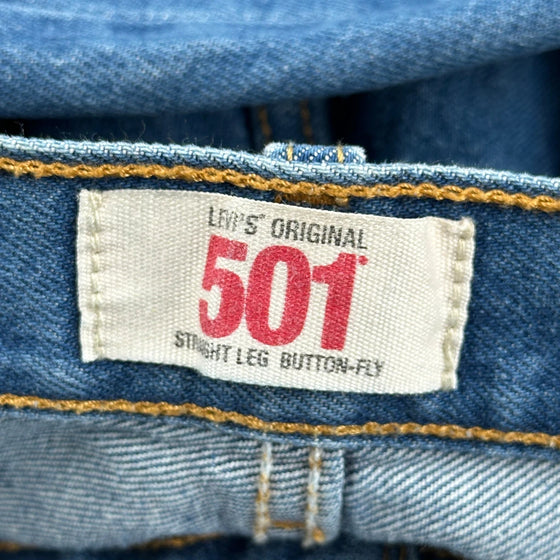 LEVI'S® ORIGINAL
501®
STRAIGHT LEG BUTTON-FLY